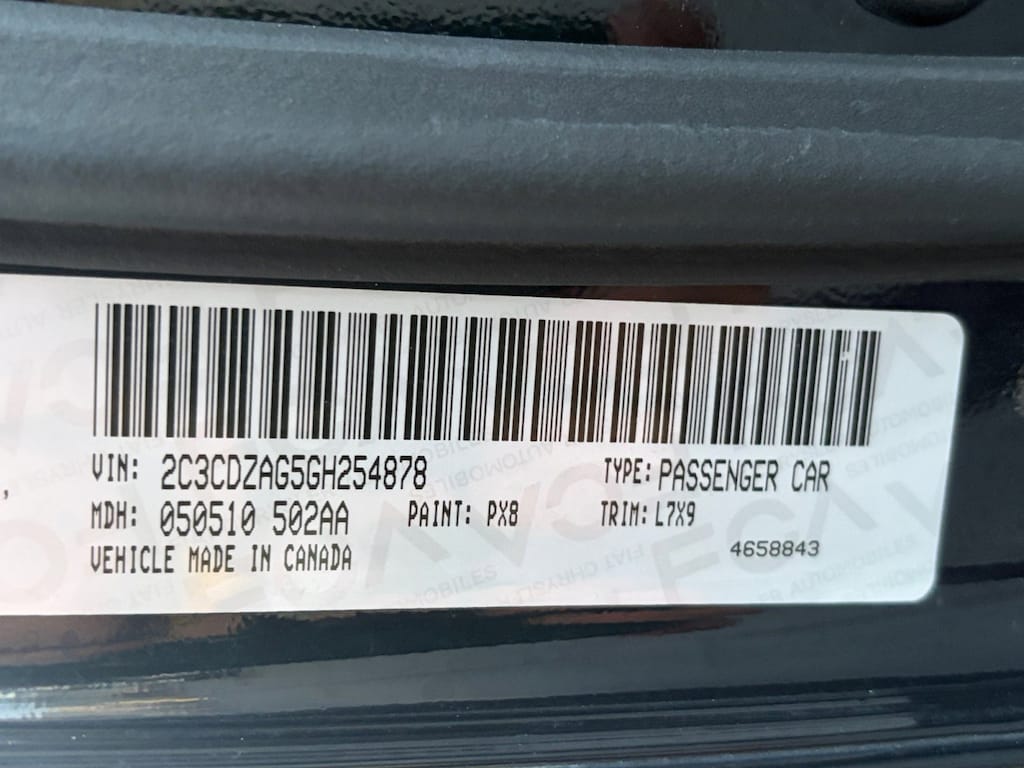 VIN: 2C3CDZAG5GH254878 TYPE: PASSENGER CAR
MDH: 050510 502AA PAINT: PX8 TRIM: L7X9
VEHICLE MADE IN CANADA 4658843